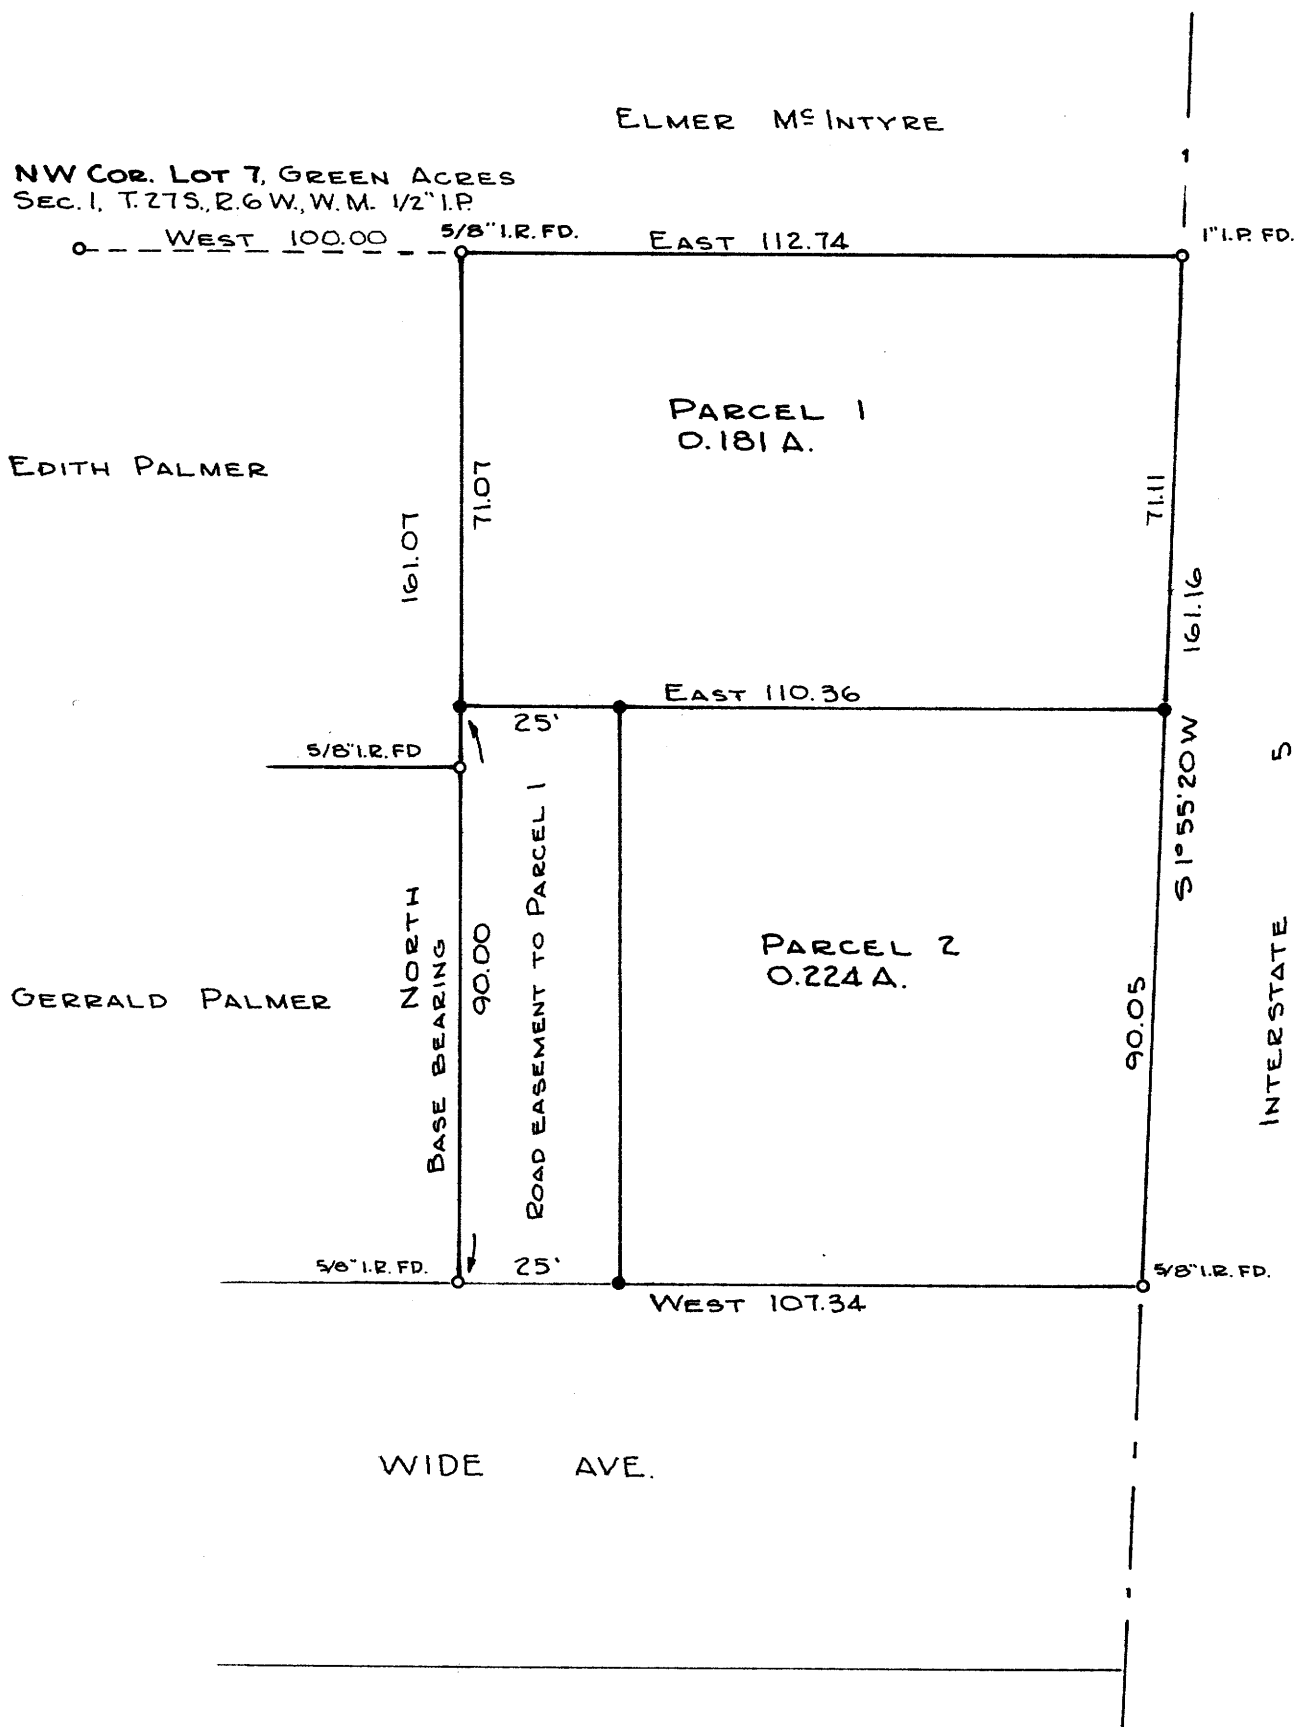 ELMER Mc INTYRE
NW COR. LOT 7, GREEN ACRES
SEC. 1, T. 27 S., R. 6 W., W. M. 1/2" I.P.
WEST 100.00
5/8" I.R. FD.
EAST 112.74
1" I.P. FD.
PARCEL 1
0.181 A.
EDITH PALMER
161.07
71.07
71.11
161.16
EAST 110.36
25'
5/8" I.R. FD
S 1° 55' 20 W
INTERSTATE 5
ROAD EASEMENT TO PARCEL 1
NORTH
BASE BEARING
90.00
PARCEL 2
0.224 A.
GERRALD PALMER
90.05
5/8" I.R. FD.
25'
5/8" I.R. FD.
WEST 107.34
WIDE AVE.